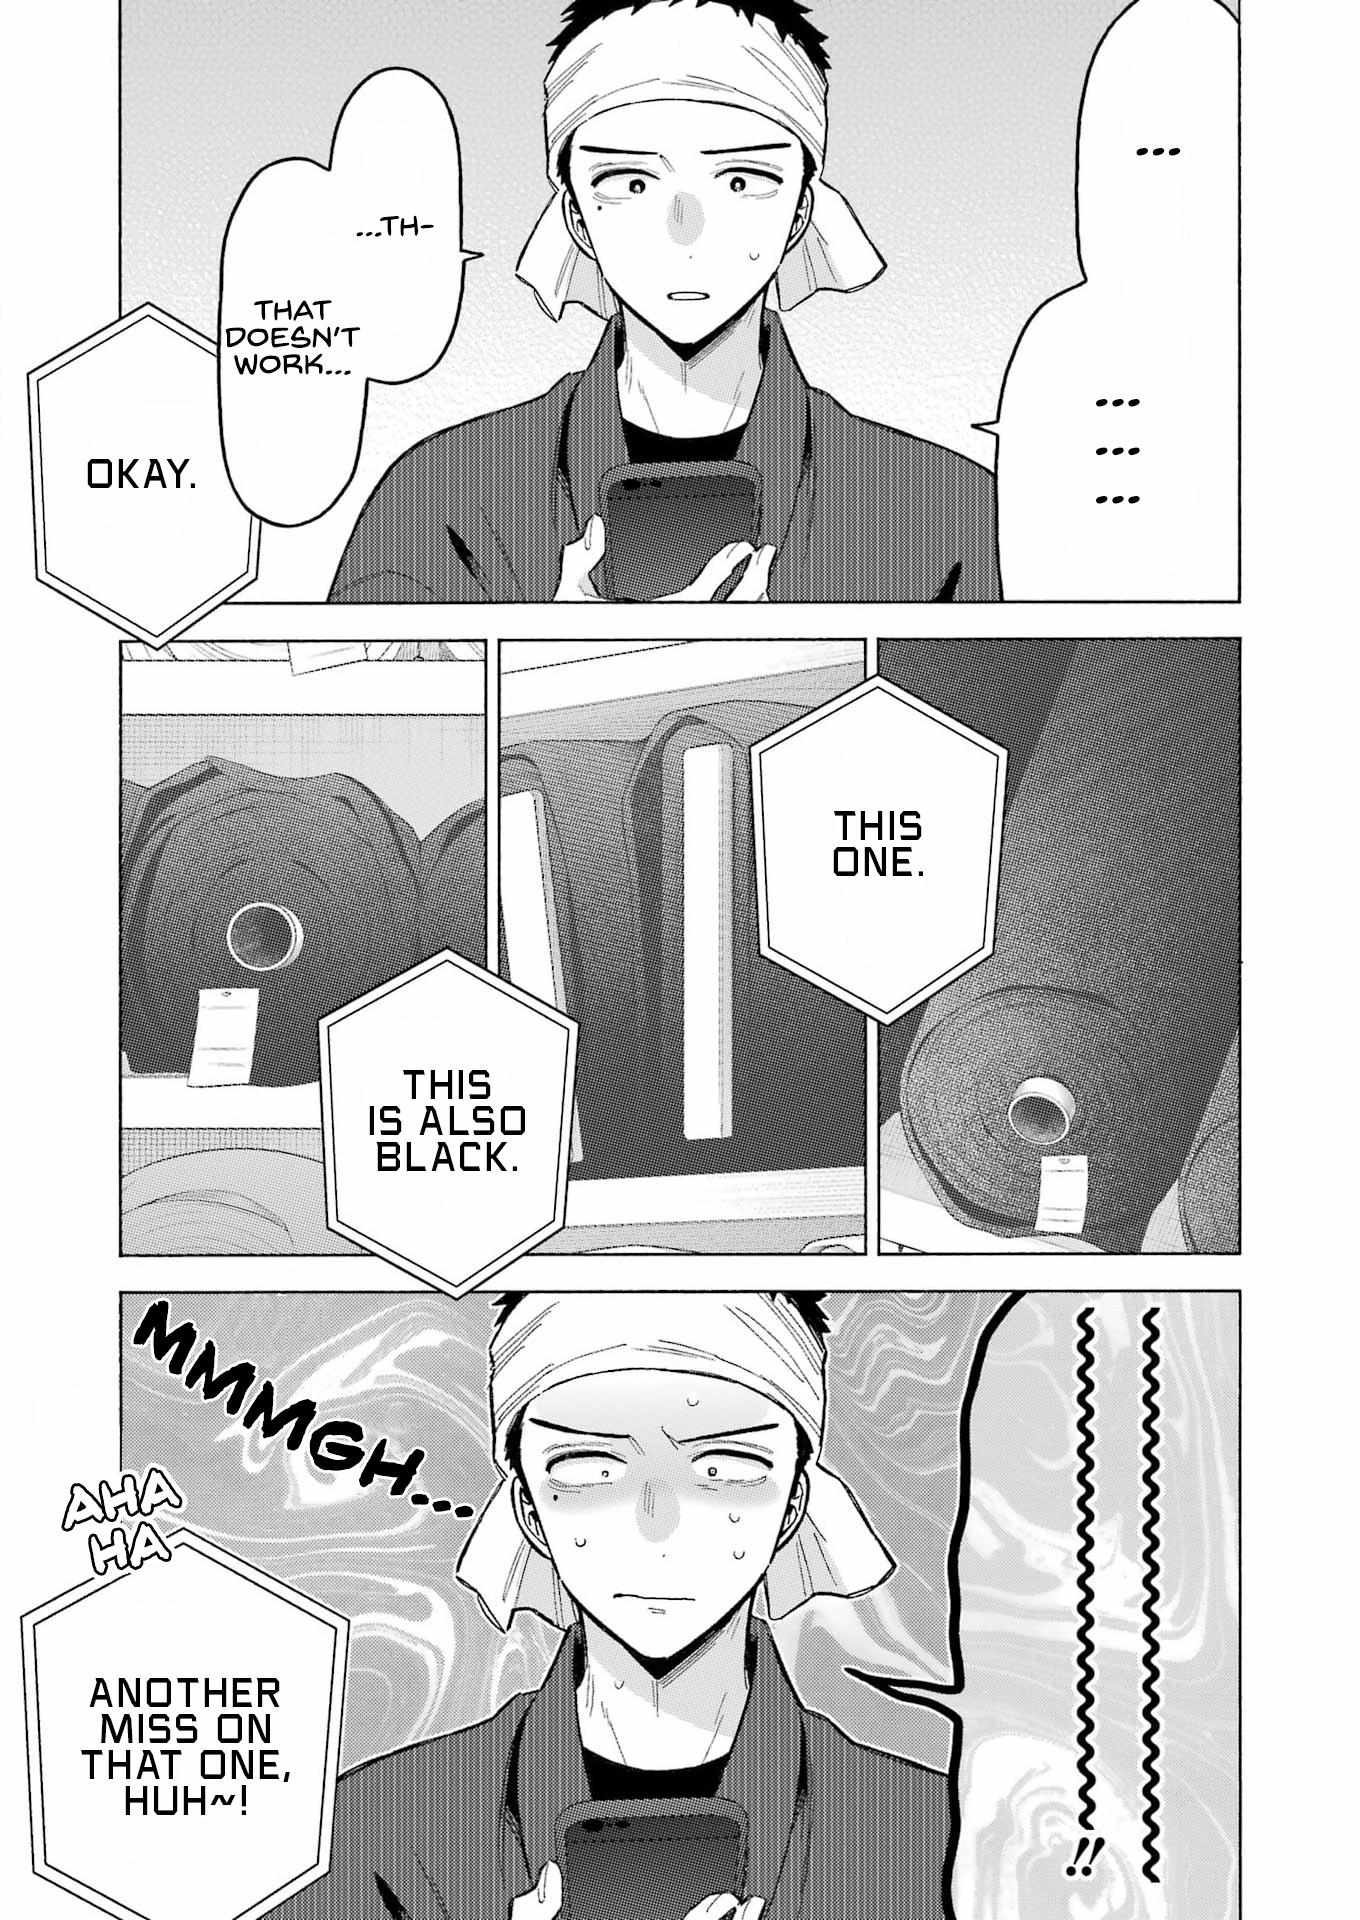 ...
...
...
...
...TH-
THAT
DOESN'T
WORK...
OKAY.
THIS
ONE.
THIS
IS ALSO
BLACK.
!!
MMMGH...
AHA
HA
ANOTHER
MISS ON
THAT ONE,
HUH~!